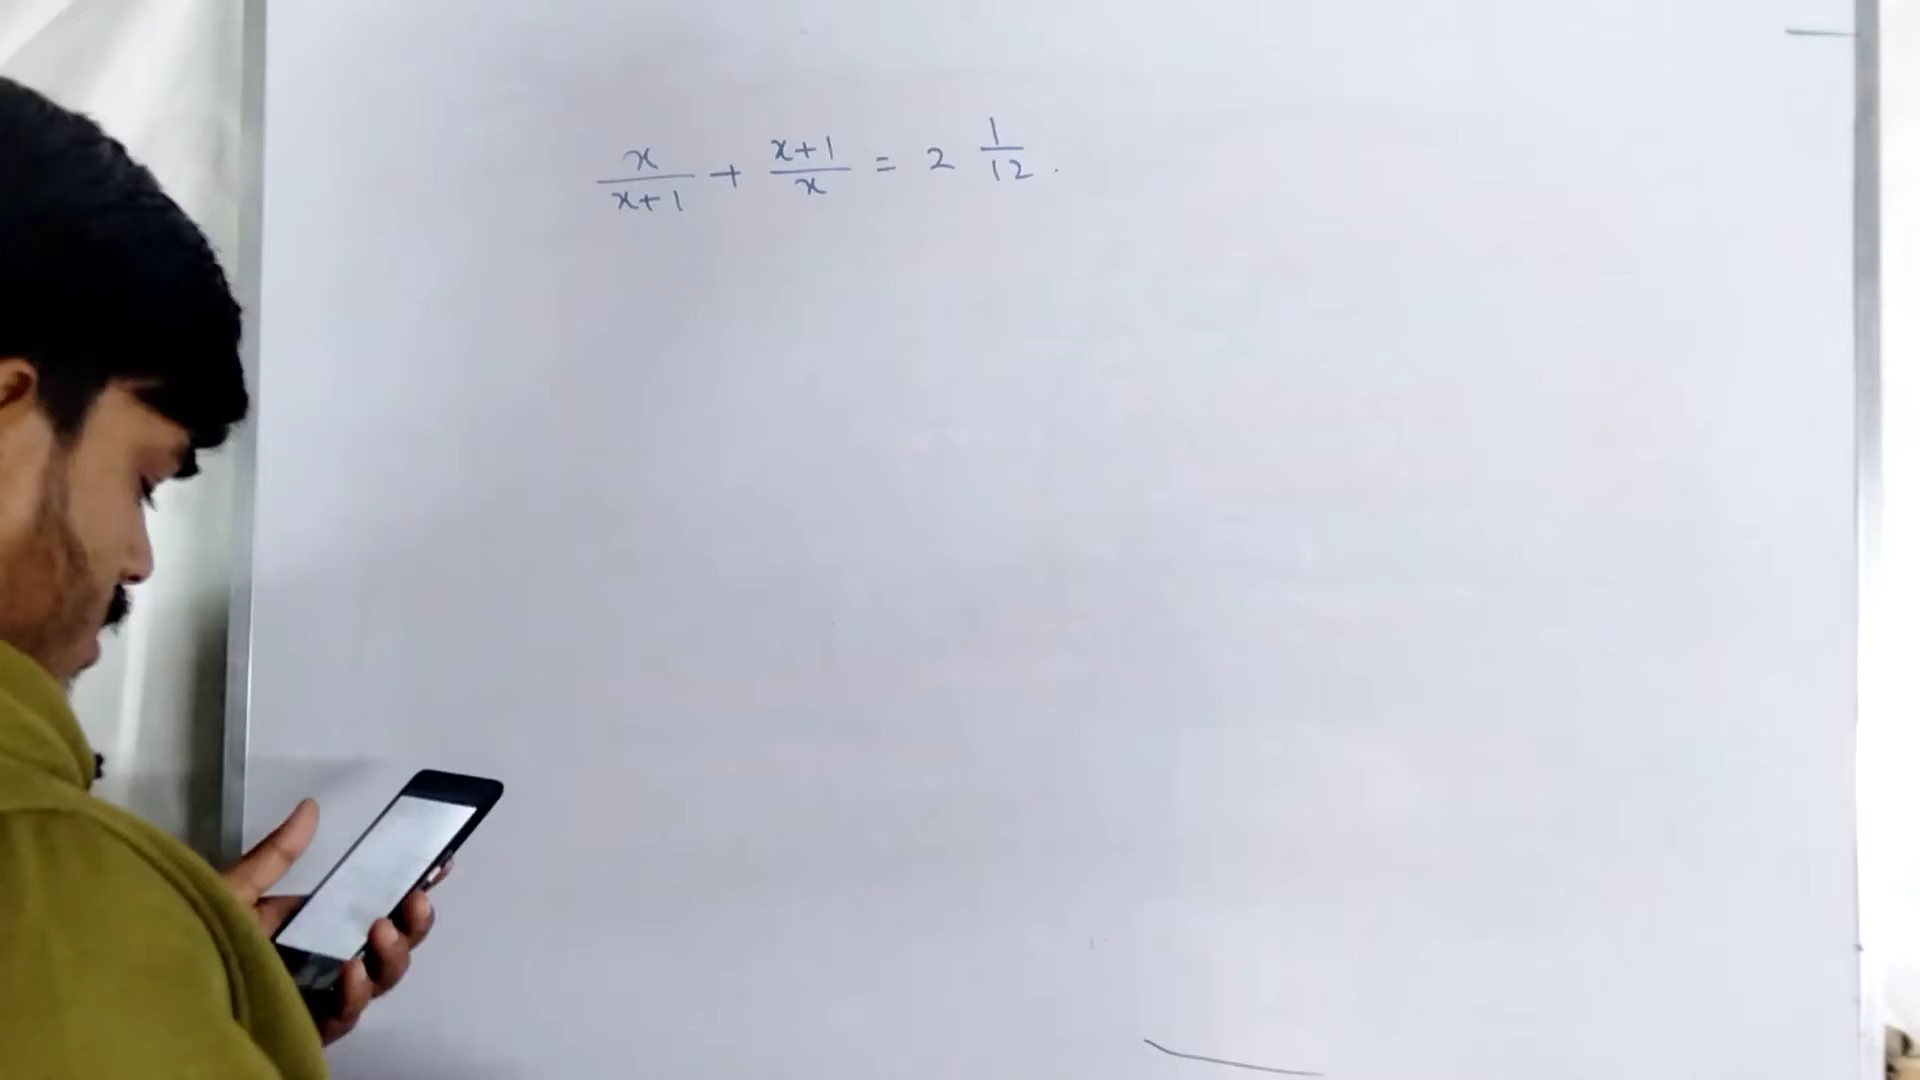 x/(x+1) + (x+1)/x = 2 1/12.